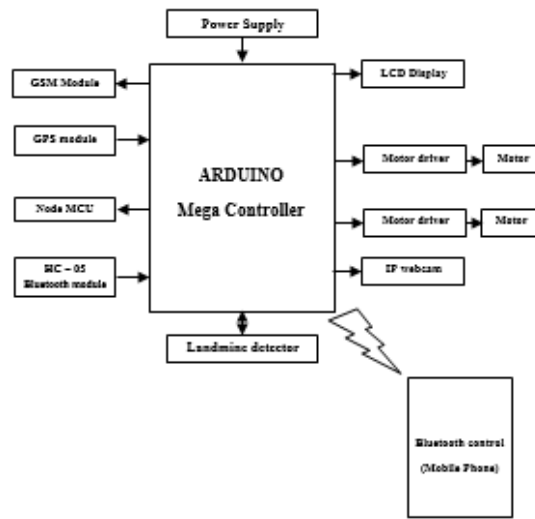 Power Supply
GSM Module
LCD Display
GPS module
ARDUINO
Mega Controller
Motor driver
Motor
Node MCU
Motor driver
Motor
HC – 05
Bluetooth module
IP webcam
Landmine detector
Bluetooth control
(Mobile Phone)